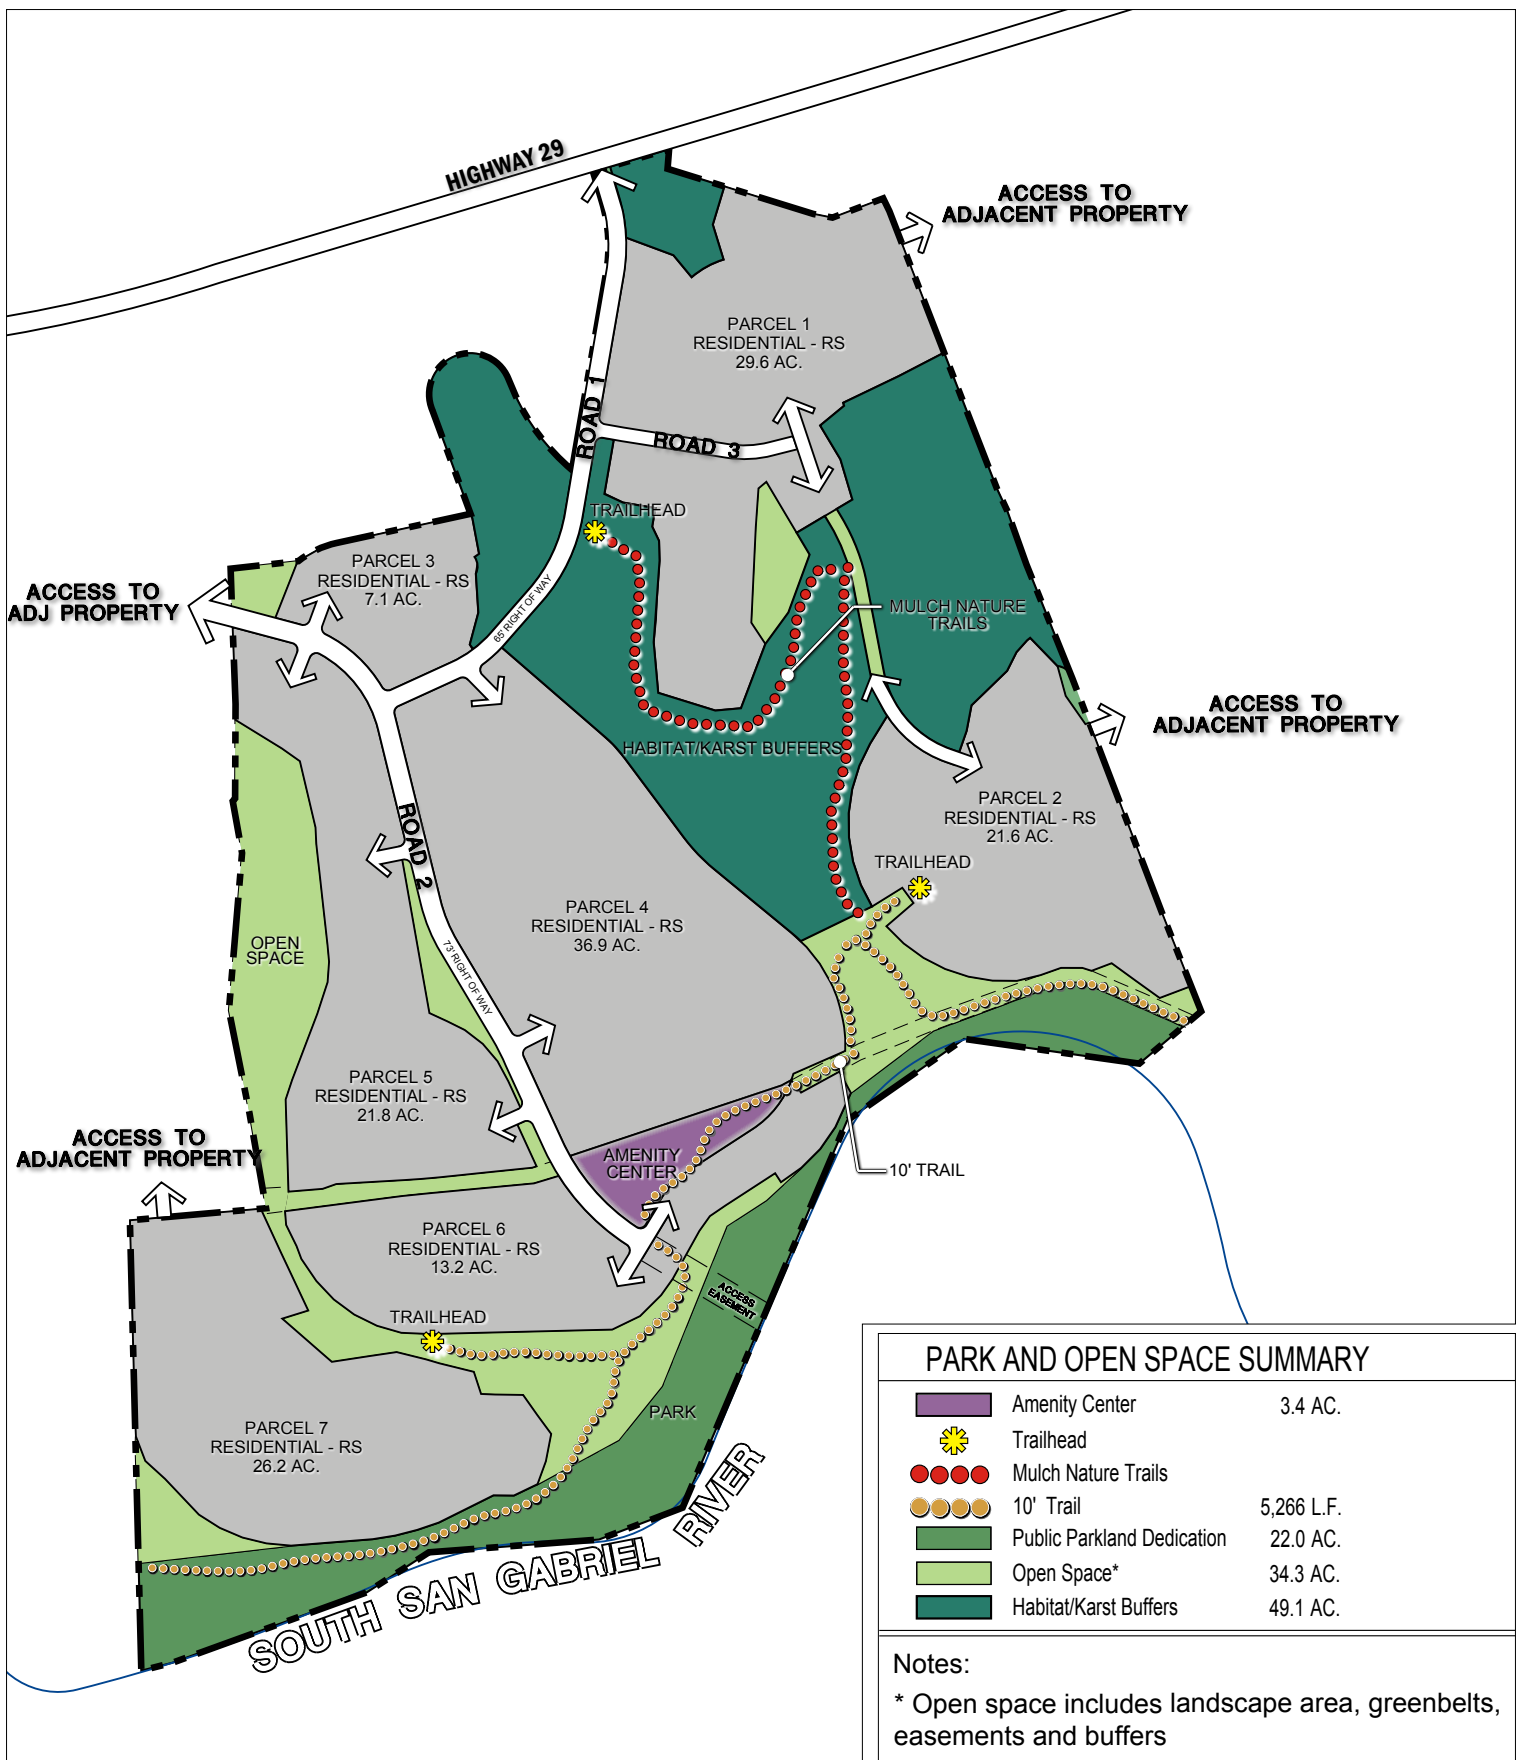 HIGHWAY 29
ACCESS TO
ADJACENT PROPERTY
PARCEL 1
RESIDENTIAL - RS
29.6 AC.
ROAD 1
ROAD 3
TRAILHEAD
PARCEL 3
RESIDENTIAL - RS
7.1 AC.
ACCESS TO
ADJ PROPERTY
65' RIGHT OF WAY
MULCH NATURE
TRAILS
ACCESS TO
ADJACENT PROPERTY
HABITAT/KARST BUFFERS
PARCEL 2
RESIDENTIAL - RS
21.6 AC.
ROAD 2
TRAILHEAD
PARCEL 4
RESIDENTIAL - RS
36.9 AC.
OPEN
SPACE
73' RIGHT OF WAY
PARCEL 5
RESIDENTIAL - RS
21.8 AC.
ACCESS TO
ADJACENT PROPERTY
AMENITY
CENTER
10' TRAIL
PARCEL 6
RESIDENTIAL - RS
13.2 AC.
ACCESS
EASEMENT
TRAILHEAD
PARK
PARCEL 7
RESIDENTIAL - RS
26.2 AC.
SOUTH SAN GABRIEL RIVER
PARK AND OPEN SPACE SUMMARY
Amenity Center 3.4 AC.
Trailhead
Mulch Nature Trails
10' Trail 5,266 L.F.
Public Parkland Dedication 22.0 AC.
Open Space* 34.3 AC.
Habitat/Karst Buffers 49.1 AC.
Notes:
* Open space includes landscape area, greenbelts,
easements and buffers